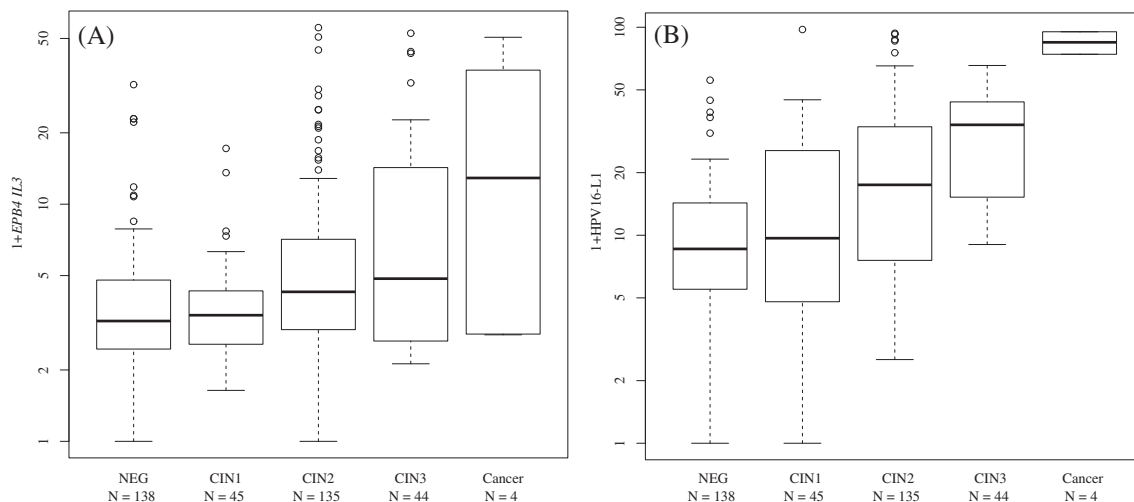 (A)
50
20
10
5
2
1
1+EPB4 IL3
NEG CIN1 CIN2 CIN3 Cancer
N = 138 N = 45 N = 135 N = 44 N = 4
(B)
100
50
20
10
5
2
1
1+HPV16-L1
NEG CIN1 CIN2 CIN3 Cancer
N = 138 N = 45 N = 135 N = 44 N = 4